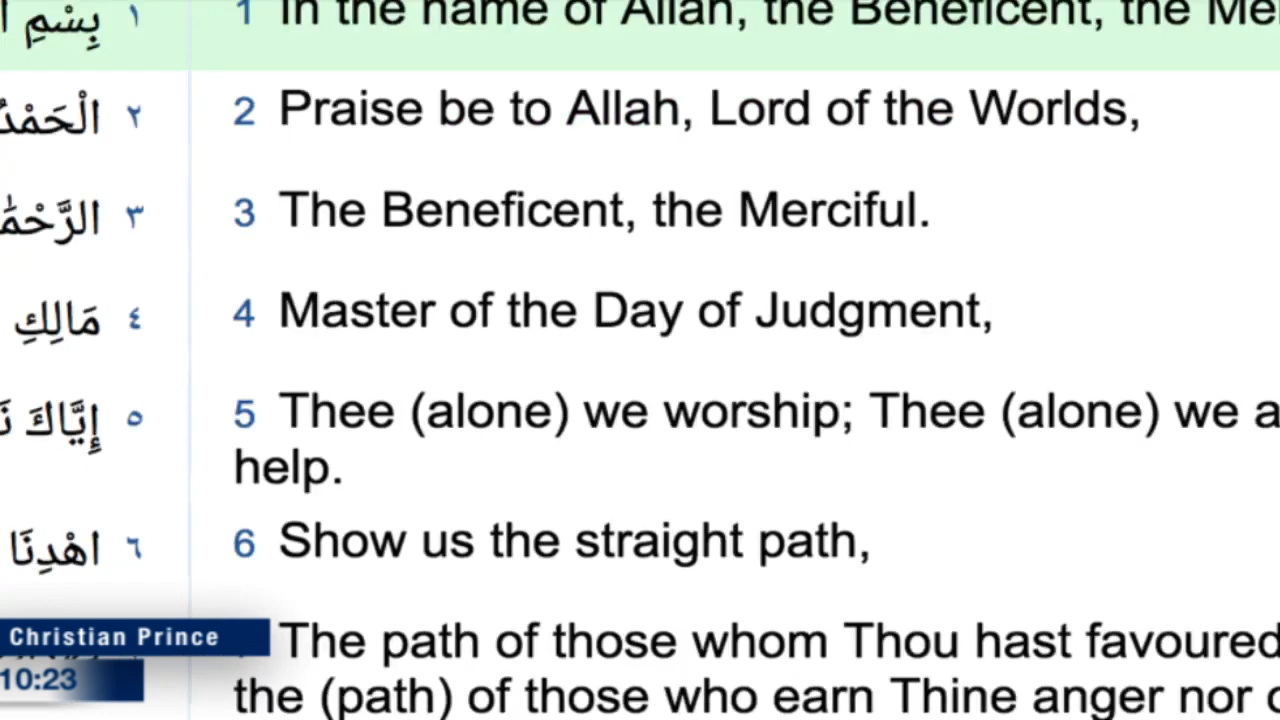 بِسْمِ ١
1 In the name of Allah, the Beneficent, the
الْحَمْدُ ٢
2 Praise be to Allah, Lord of the Worlds,
٣
3 The Beneficent, the Merciful.
مَالِكِ ٤
4 Master of the Day of Judgment,
إِيَّاكَ ٥
5 Thee (alone) we worship; Thee (alone) we
help.
اهْدِنَا ٦
6 Show us the straight path,
The path of those whom Thou hast favoured
the (path) of those who earn Thine anger nor
Christian Prince
10:23